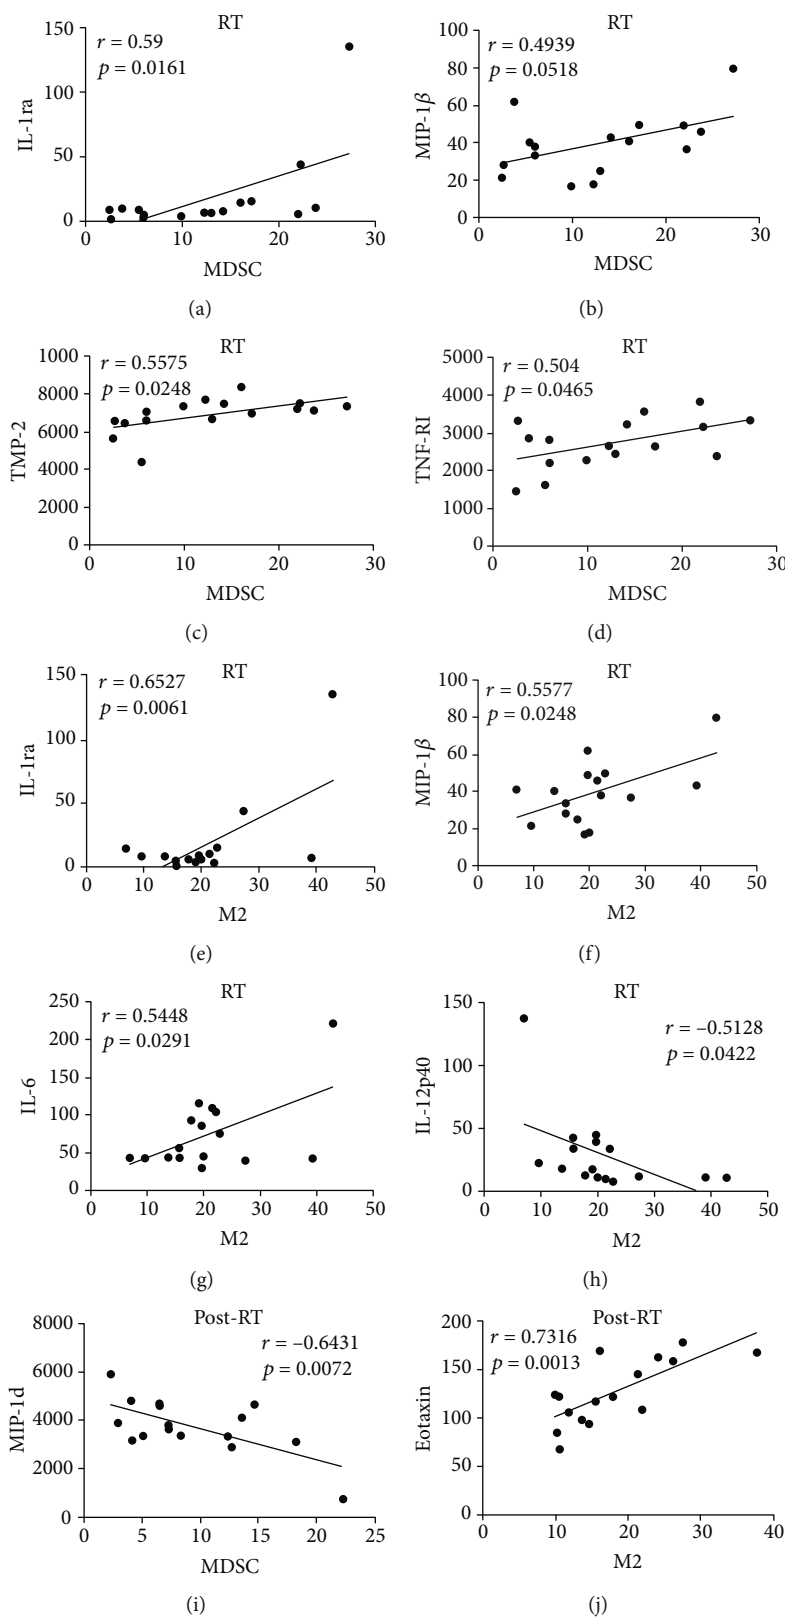 RT
r = 0.59
p = 0.0161
IL-1ra
150
100
50
0
0 10 20 30
MDSC
(a)
RT
r = 0.4939
p = 0.0518
MIP-1β
100
80
60
40
20
0
0 10 20 30
MDSC
(b)
RT
r = 0.5575
p = 0.0248
TMP-2
1000
8000
6000
4000
2000
0
0 10 20 30
MDSC
(c)
RT
r = 0.504
p = 0.0465
TNF-RI
5000
4000
3000
2000
1000
0
0 10 20 30
MDSC
(d)
RT
r = 0.6527
p = 0.0061
IL-1ra
150
100
50
0
0 10 20 30 40 50
M2
(e)
RT
r = 0.5577
p = 0.0248
MIP-1β
100
80
60
40
20
0
0 10 20 30 40 50
M2
(f)
RT
r = 0.5448
p = 0.0291
IL-6
250
200
150
100
50
0
0 10 20 30 40 50
M2
(g)
RT
r = –0.5128
p = 0.0422
IL-12p40
150
100
50
0
0 10 20 30 40 50
M2
(h)
Post-RT
r = –0.6431
p = 0.0072
MIP-1d
8000
6000
4000
2000
0
0 5 10 15 20 25
MDSC
(i)
Post-RT
r = 0.7316
p = 0.0013
Eotaxin
200
150
100
50
0
0 10 20 30 40
M2
(j)